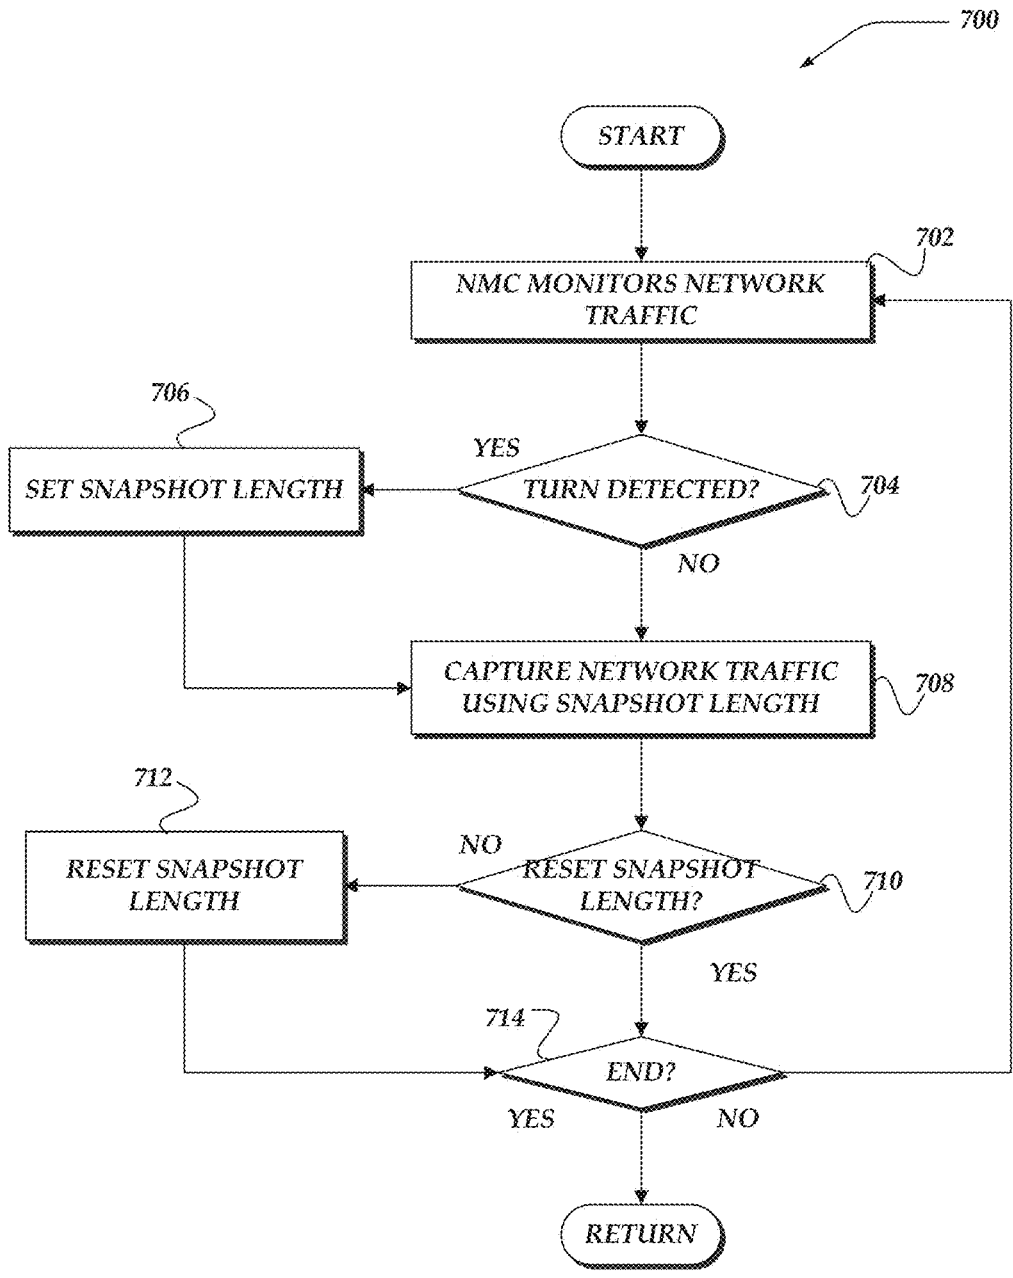 700
START
702
NMC MONITORS NETWORK
TRAFFIC
706
YES
SET SNAPSHOT LENGTH
TURN DETECTED?
704
NO
CAPTURE NETWORK TRAFFIC
USING SNAPSHOT LENGTH
708
712
NO
RESET SNAPSHOT
LENGTH
RESET SNAPSHOT
LENGTH?
710
YES
714
END?
YES
NO
RETURN